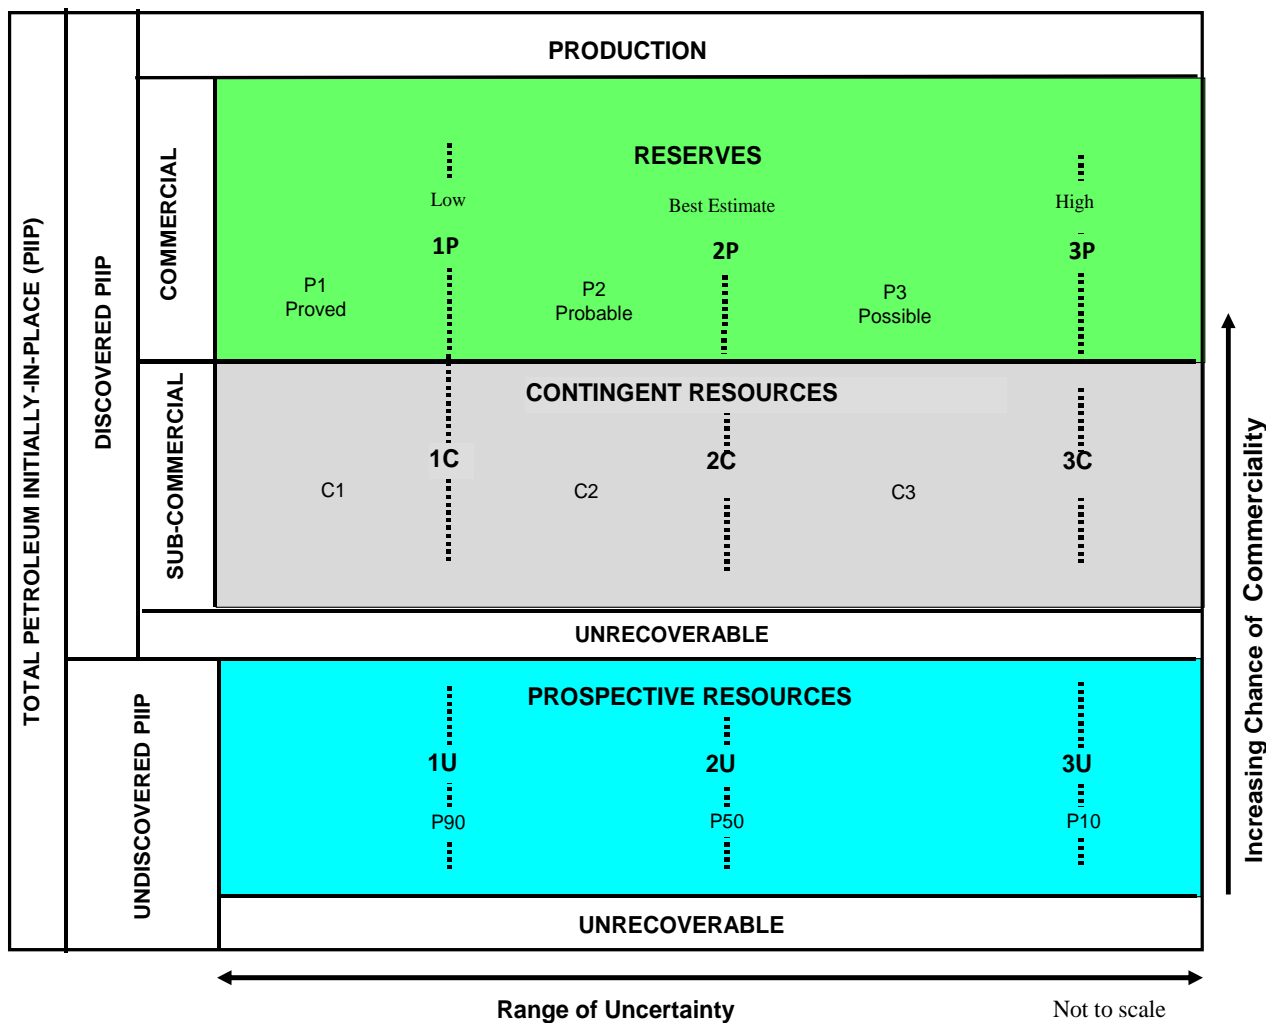 PRODUCTION
TOTAL PETROLEUM INITIALLY-IN-PLACE (PIIP)
DISCOVERED PIIP
COMMERCIAL
RESERVES
Low
Best Estimate
High
1P
2P
3P
P1
Proved
P2
Probable
P3
Possible
SUB-COMMERCIAL
CONTINGENT RESOURCES
1C
2C
3C
C1
C2
C3
UNRECOVERABLE
UNDISCOVERED PIIP
PROSPECTIVE RESOURCES
1U
2U
3U
P90
P50
P10
UNRECOVERABLE
Increasing Chance of Commerciality
Range of Uncertainty
Not to scale